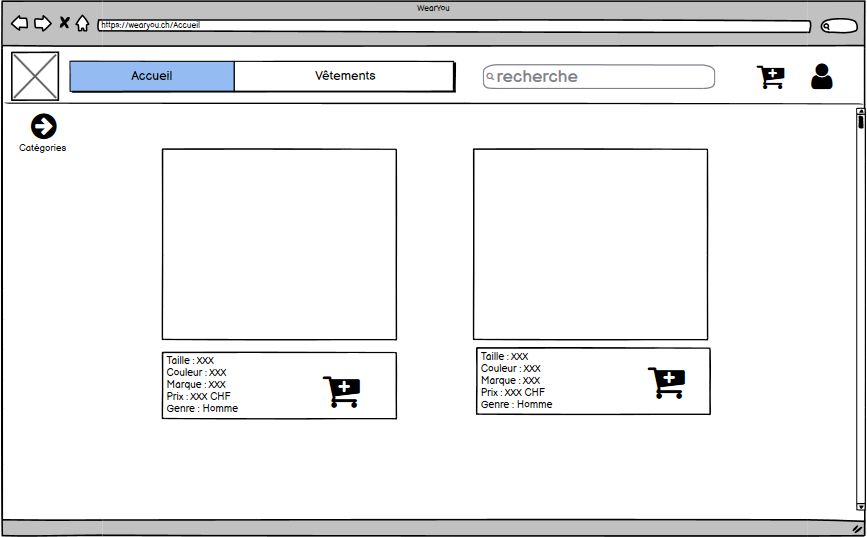 WearYou
https://wearyou.ch/Accueil
Accueil
Vêtements
recherche
Catégories
Taille : XXX
Couleur : XXX
Marque : XXX
Prix : XXX CHF
Genre : Homme
Taille : XXX
Couleur : XXX
Marque : XXX
Prix : XXX CHF
Genre : Homme